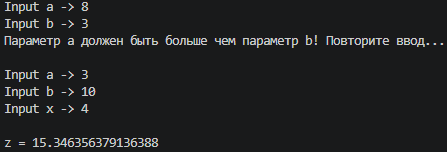 Input a -> 8
Input b -> 3
Параметр a должен быть больше чем параметр b! Повторите ввод...
Input a -> 3
Input b -> 10
Input x -> 4
z = 15.346356379136388